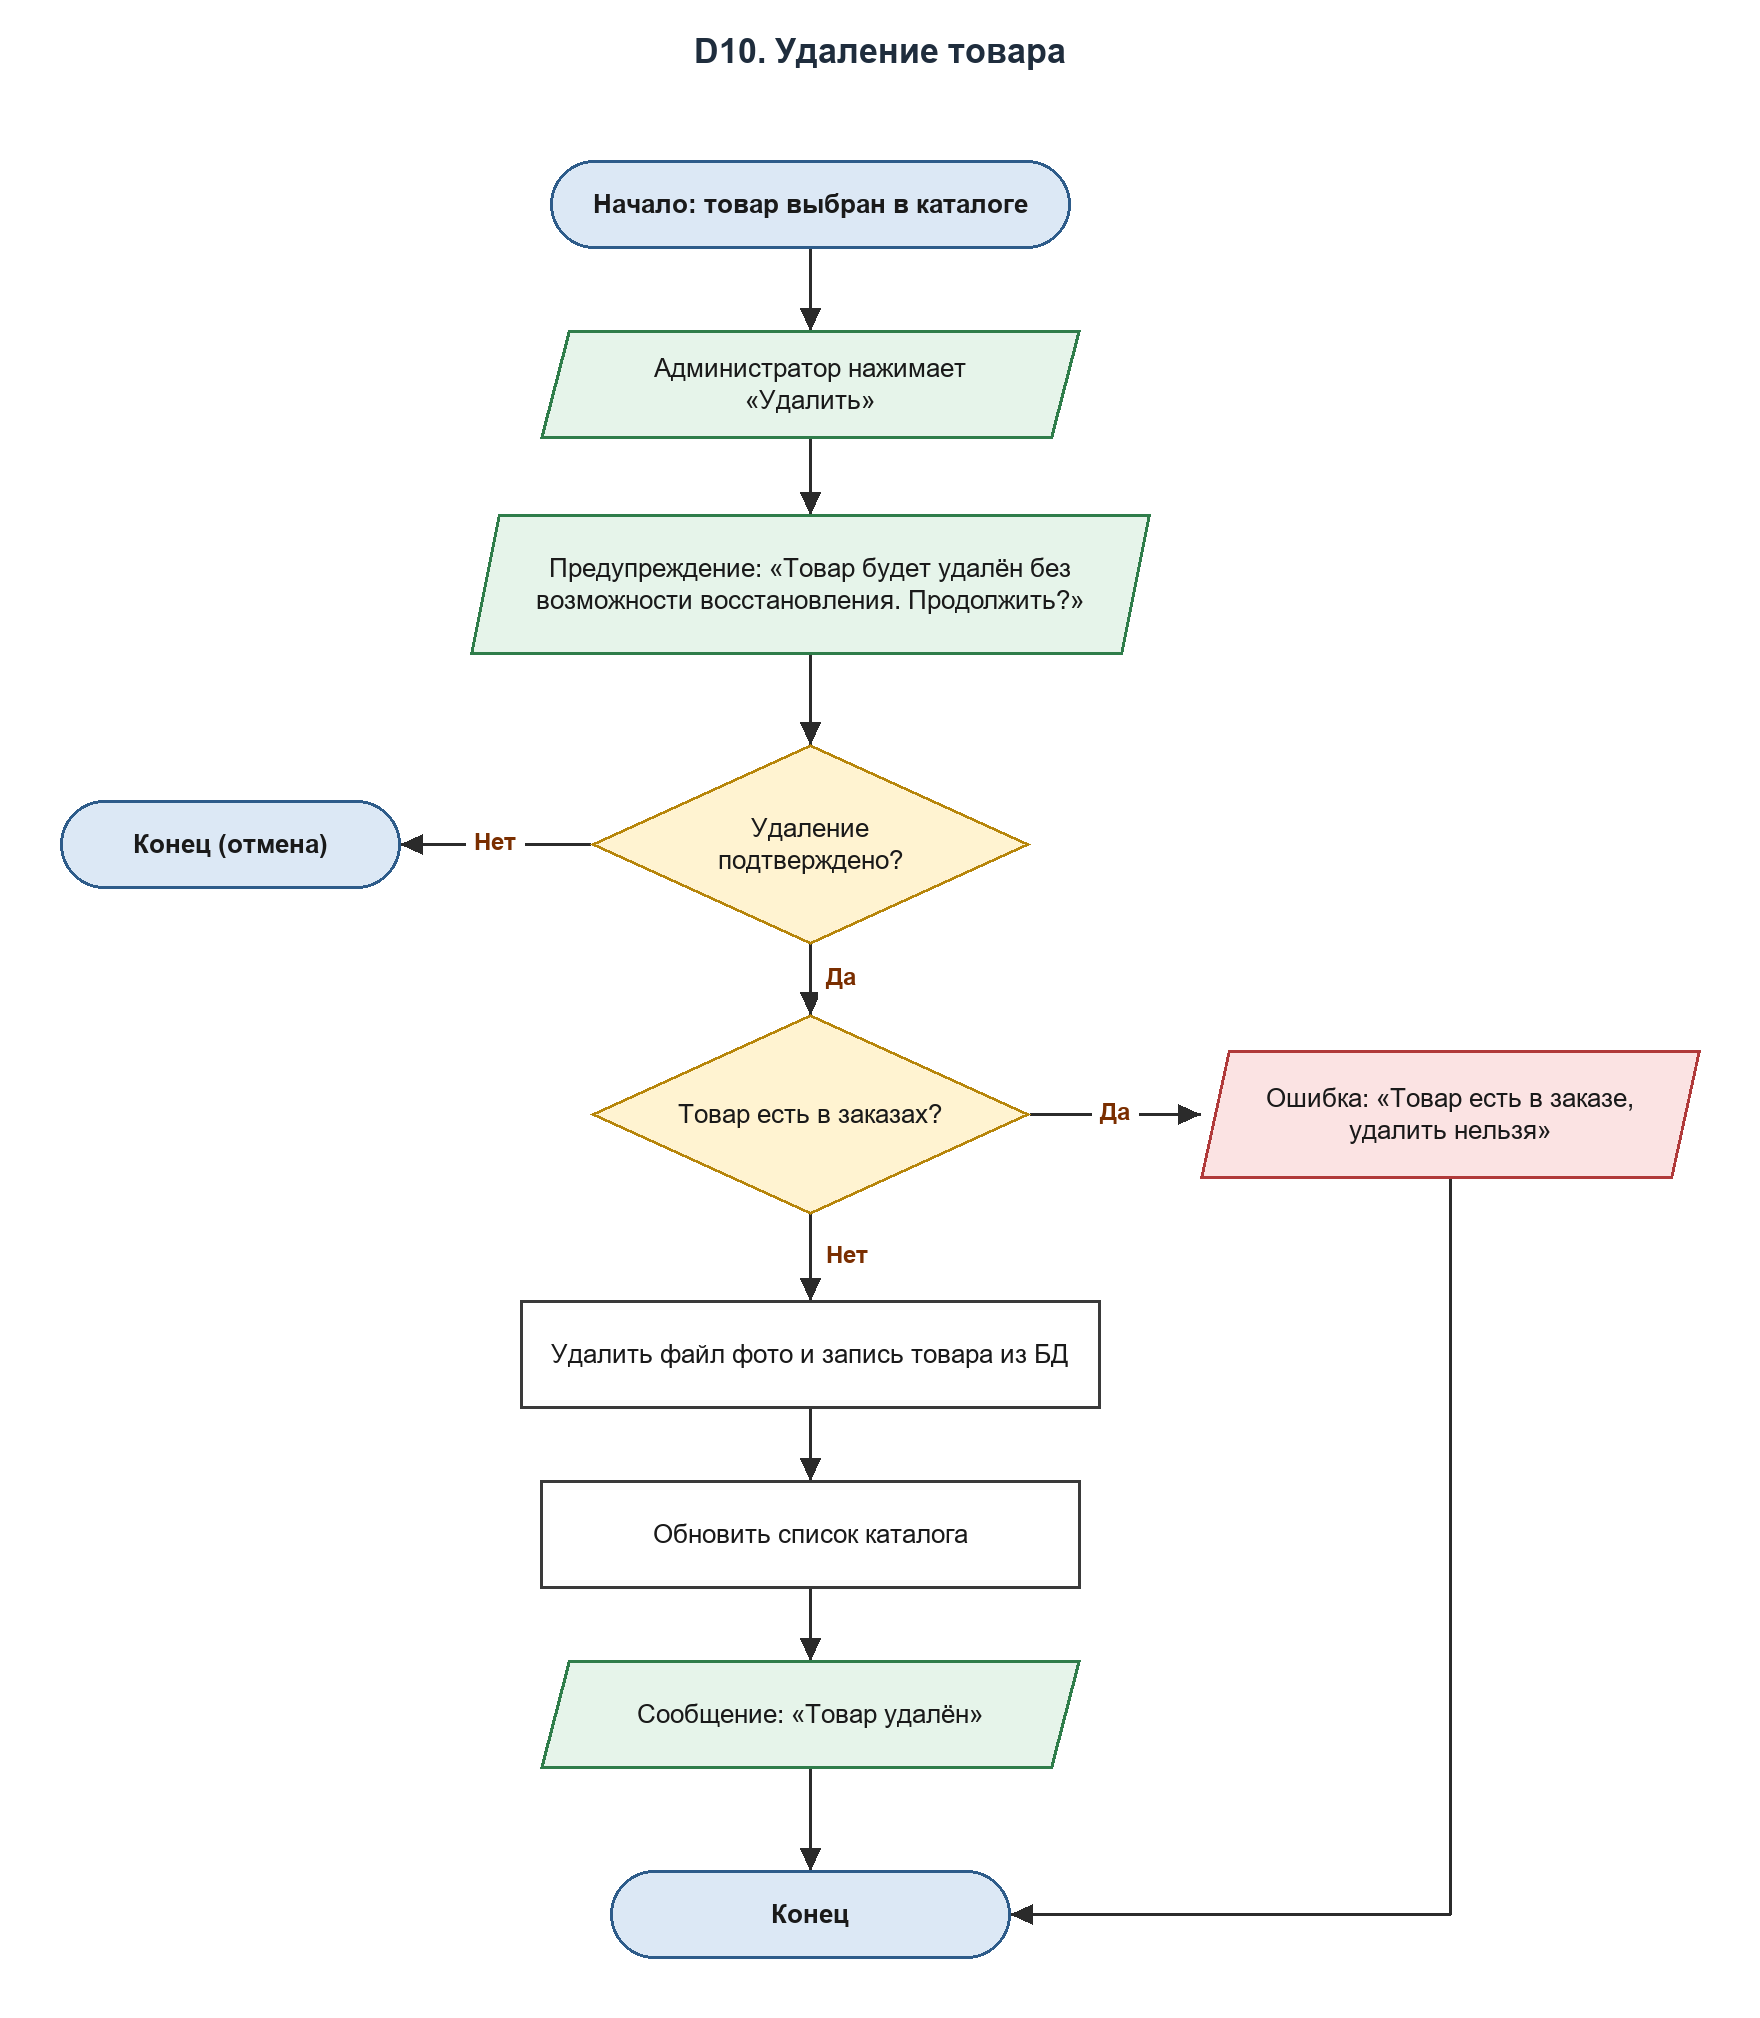 D10. Удаление товара
Начало: товар выбран в каталоге
Администратор нажимает
«Удалить»
Предупреждение: «Товар будет удалён без
возможности восстановления. Продолжить?»
Удаление
подтверждено?
Нет
Конец (отмена)
Да
Товар есть в заказах?
Да
Ошибка: «Товар есть в заказе,
удалить нельзя»
Нет
Удалить файл фото и запись товара из БД
Обновить список каталога
Сообщение: «Товар удалён»
Конец